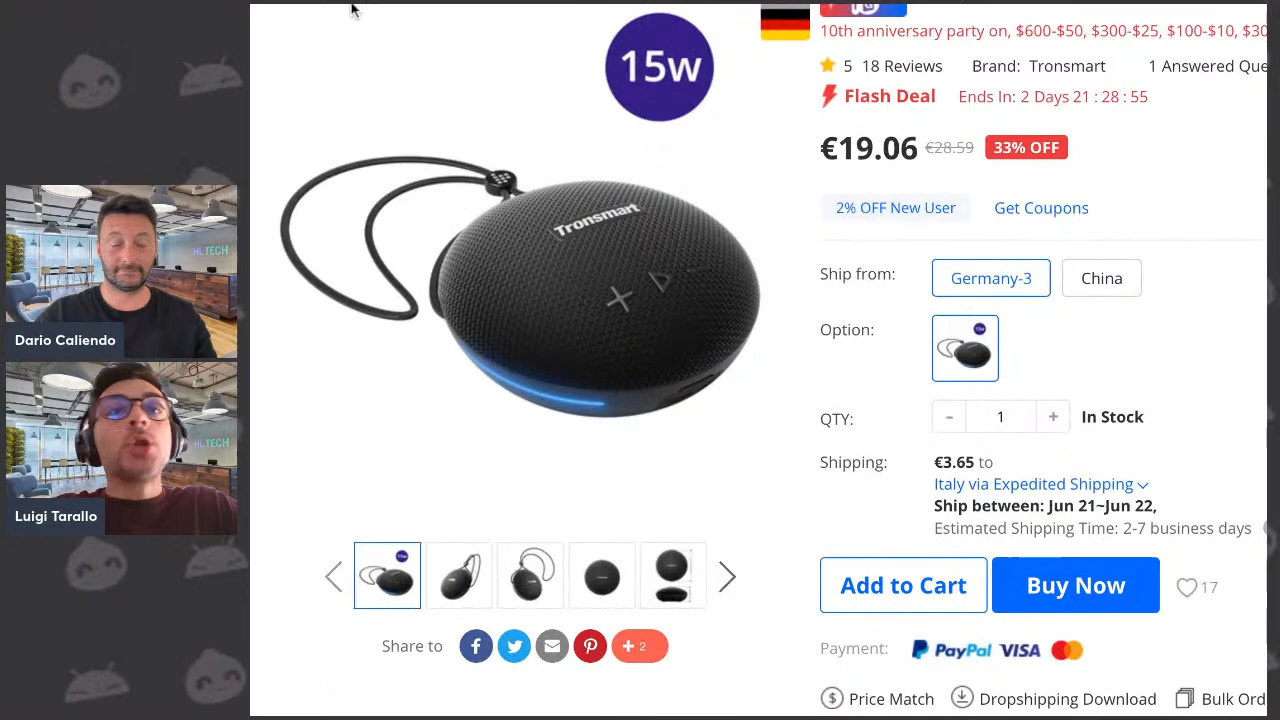 10th anniversary party on, $600-$50, $300-$25, $100-$10, $30
5 18 Reviews Brand: Tronsmart 1 Answered Que
Flash Deal Ends In: 2 Days 21 : 28 : 55
€19.06 €28.59 33% OFF
2% OFF New User Get Coupons
15w
Tronsmart
Ship from: Germany-3 China
Option:
QTY: - 1 + In Stock
Shipping: €3.65 to
Italy via Expedited Shipping
Ship between: Jun 21~Jun 22,
Estimated Shipping Time: 2-7 business days
Add to Cart Buy Now 17
Share to + 2
Payment: PayPal VISA
Price Match Dropshipping Download Bulk Ord
HLTECH
Dario Caliendo
HLTECH
Luigi Tarallo